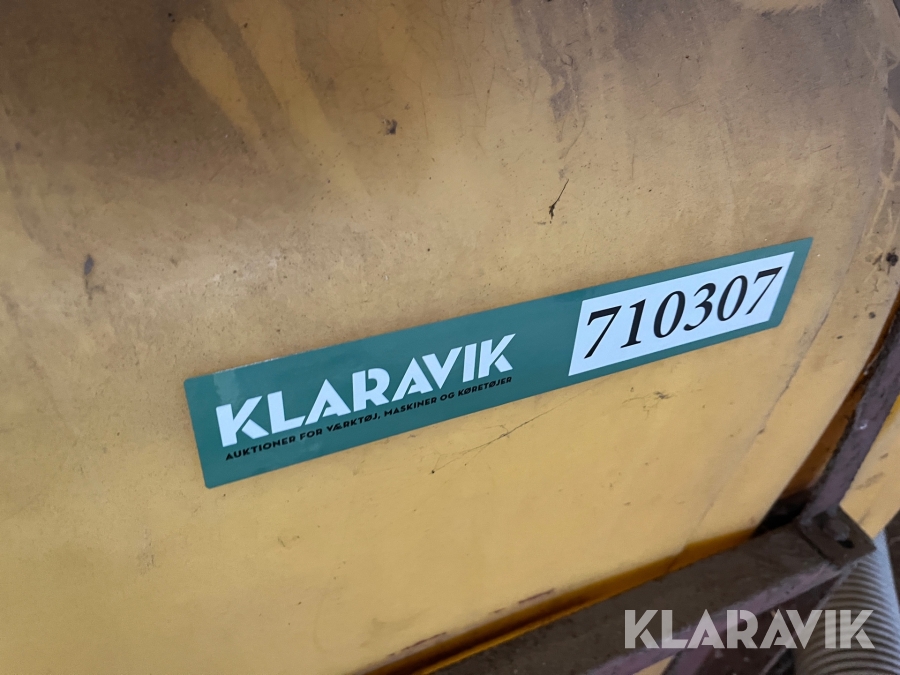 KLARAVIK
AUKTIONER FOR VÆRKTØJ, MASKINER OG KØRETØJER
710307
KLARAVIK